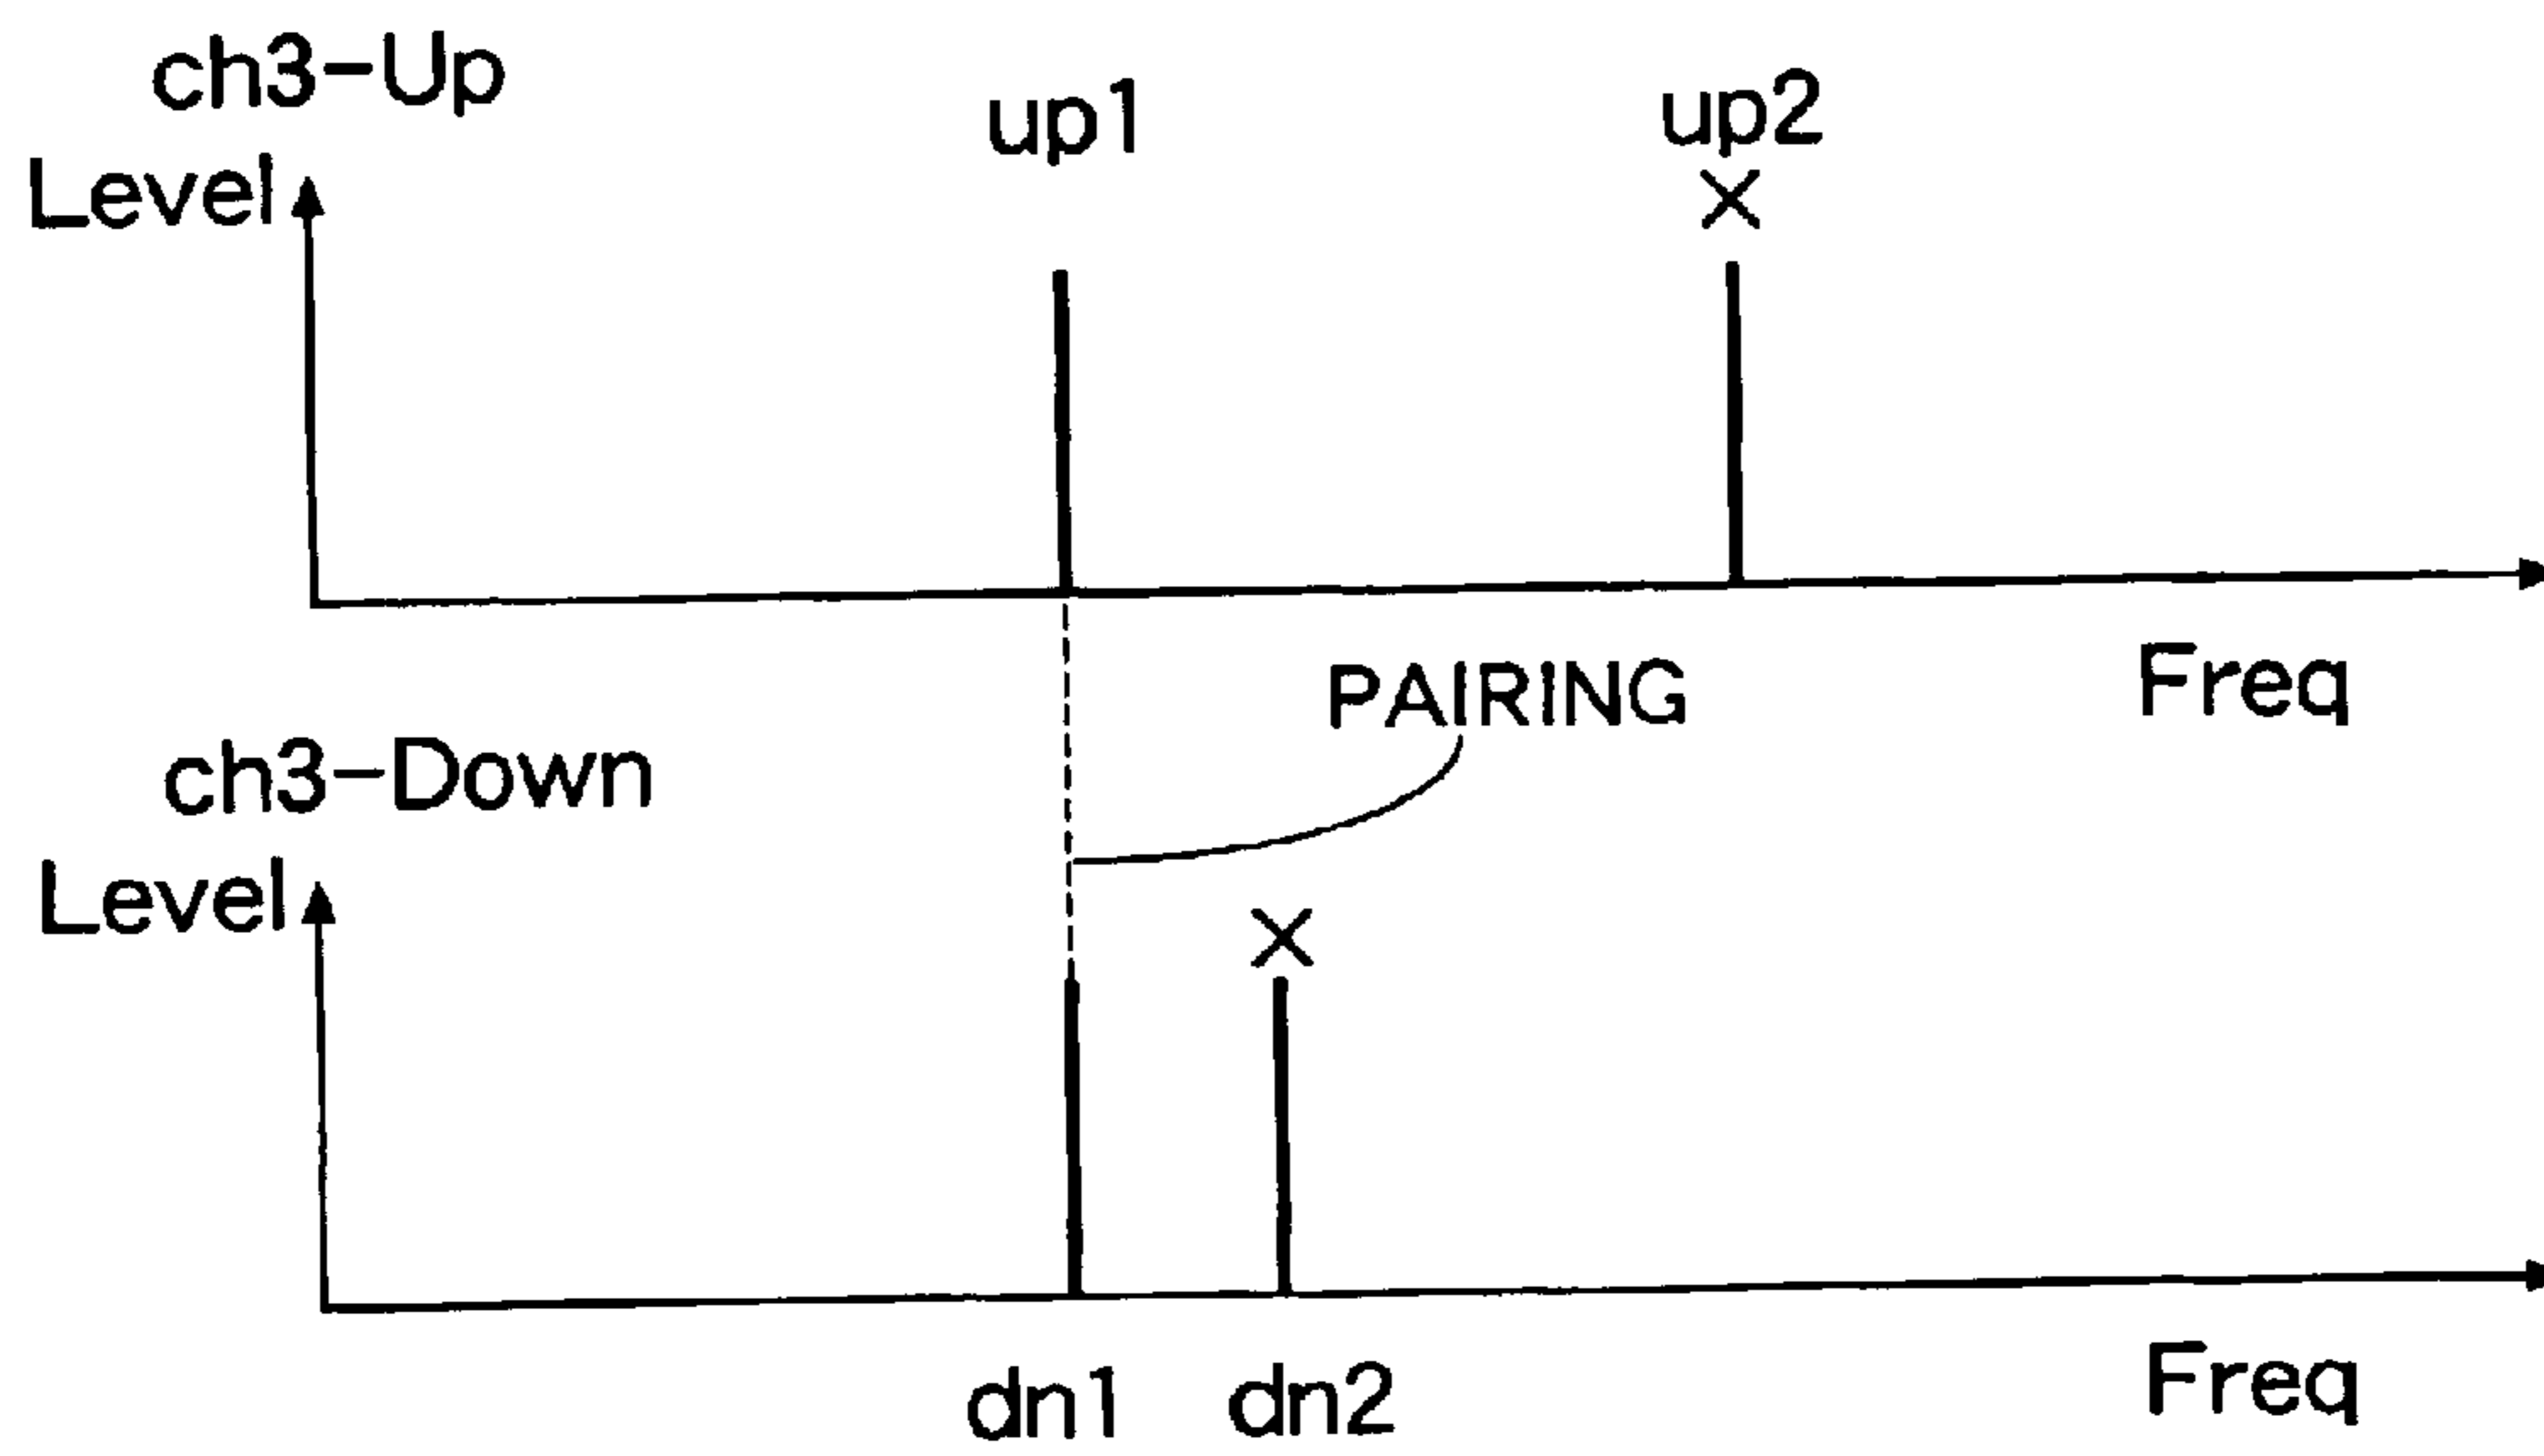 ch3-Up
Level
up1
up2
×
Freq
PAIRING
ch3-Down
Level
×
dn1
dn2
Freq